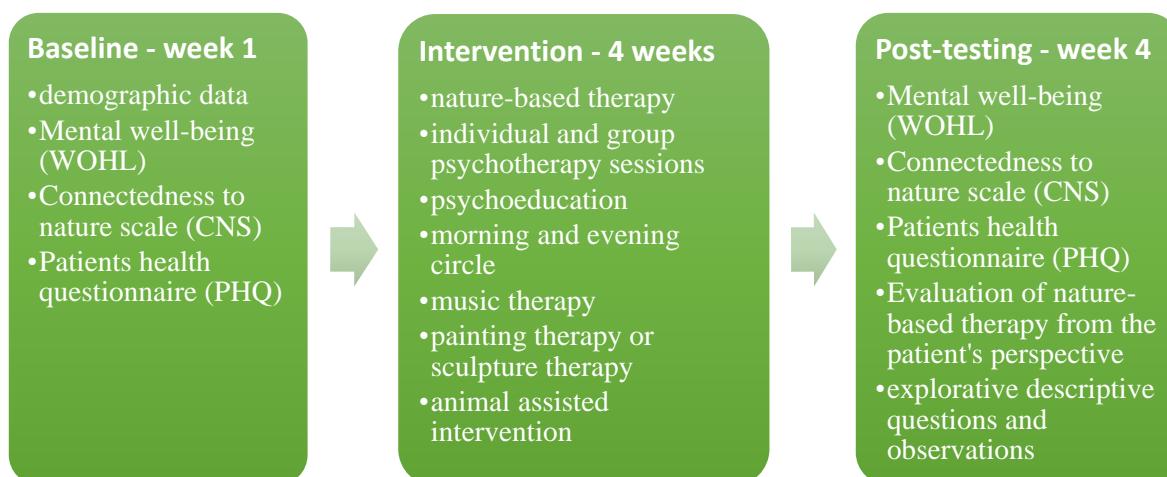 Baseline - week 1
•demographic data
•Mental well-being
(WOHL)
•Connectedness to
nature scale (CNS)
•Patients health
questionnaire (PHQ)
Intervention - 4 weeks
•nature-based therapy
•individual and group
psychotherapy sessions
•psychoeducation
•morning and evening
circle
•music therapy
•painting therapy or
sculpture therapy
•animal assisted
intervention
Post-testing - week 4
•Mental well-being
(WOHL)
•Connectedness to
nature scale (CNS)
•Patients health
questionnaire (PHQ)
•Evaluation of nature-
based therapy from the
patient's perspective
•explorative descriptive
questions and
observations